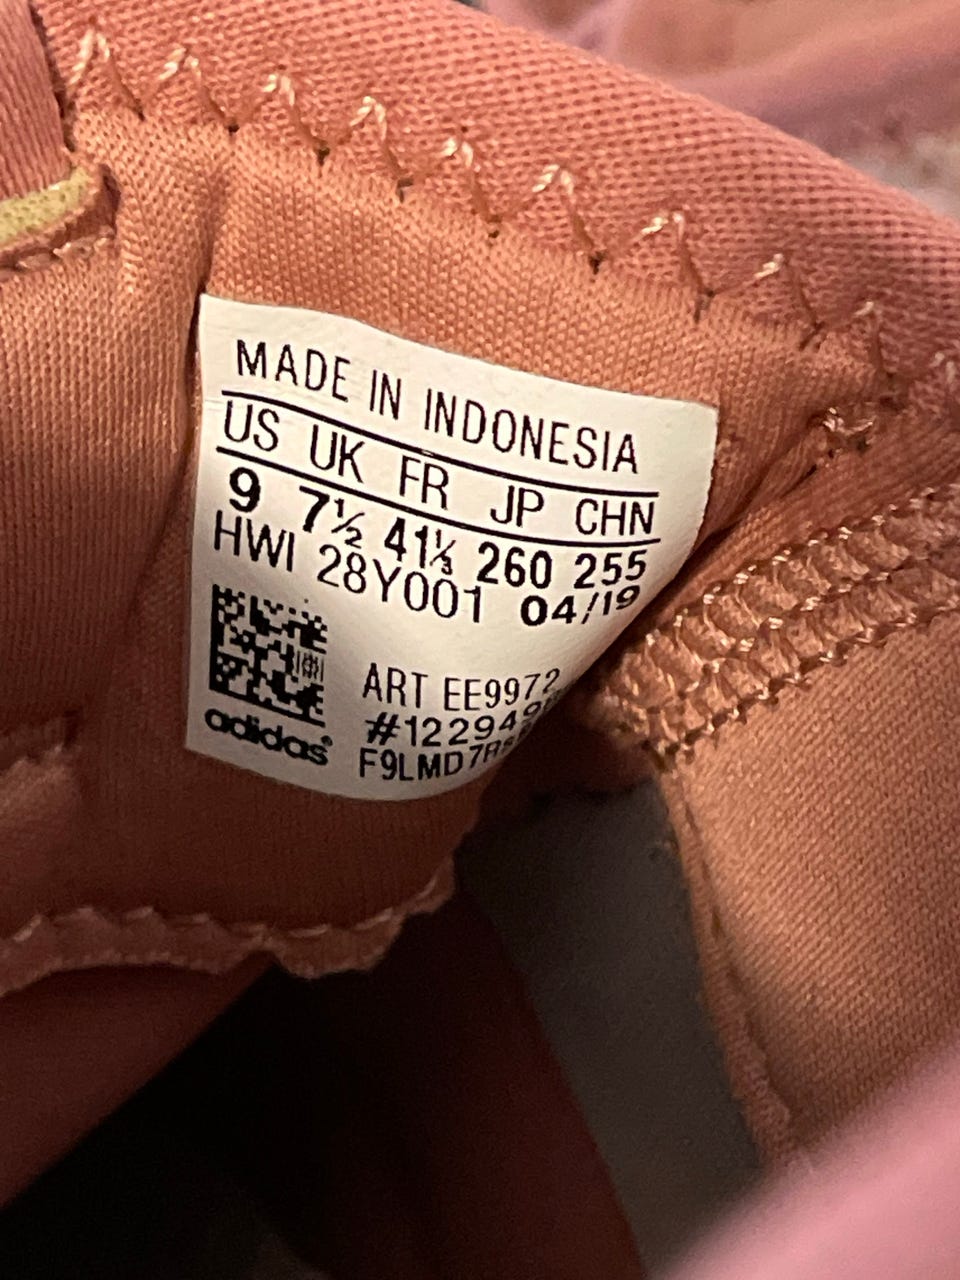 MADE IN INDONESIA
US UK FR JP CHN
9 7½ 41⅓ 260 255
HWI 28Y001 04/19
ART EE9972
adidas